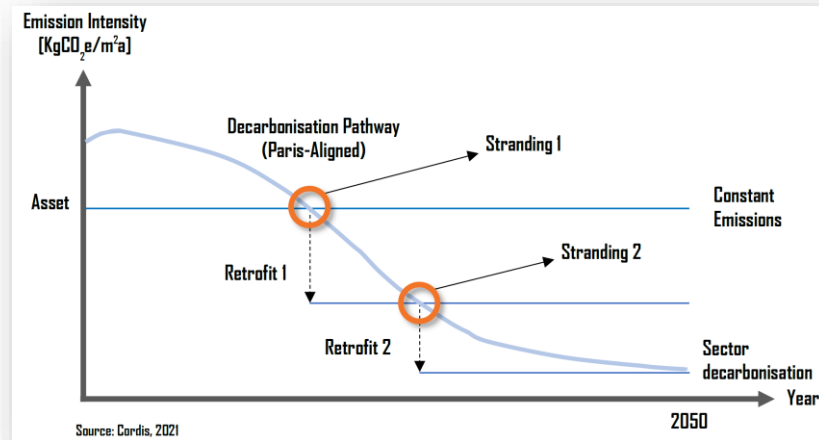 Emission Intensity
[KgCO₂e/m²a]
Decarbonisation Pathway
(Paris-Aligned)
Stranding 1
Asset
Constant
Emissions
Retrofit 1
Stranding 2
Retrofit 2
Sector
decarbonisation
Year
2050
Source: Cordis, 2021